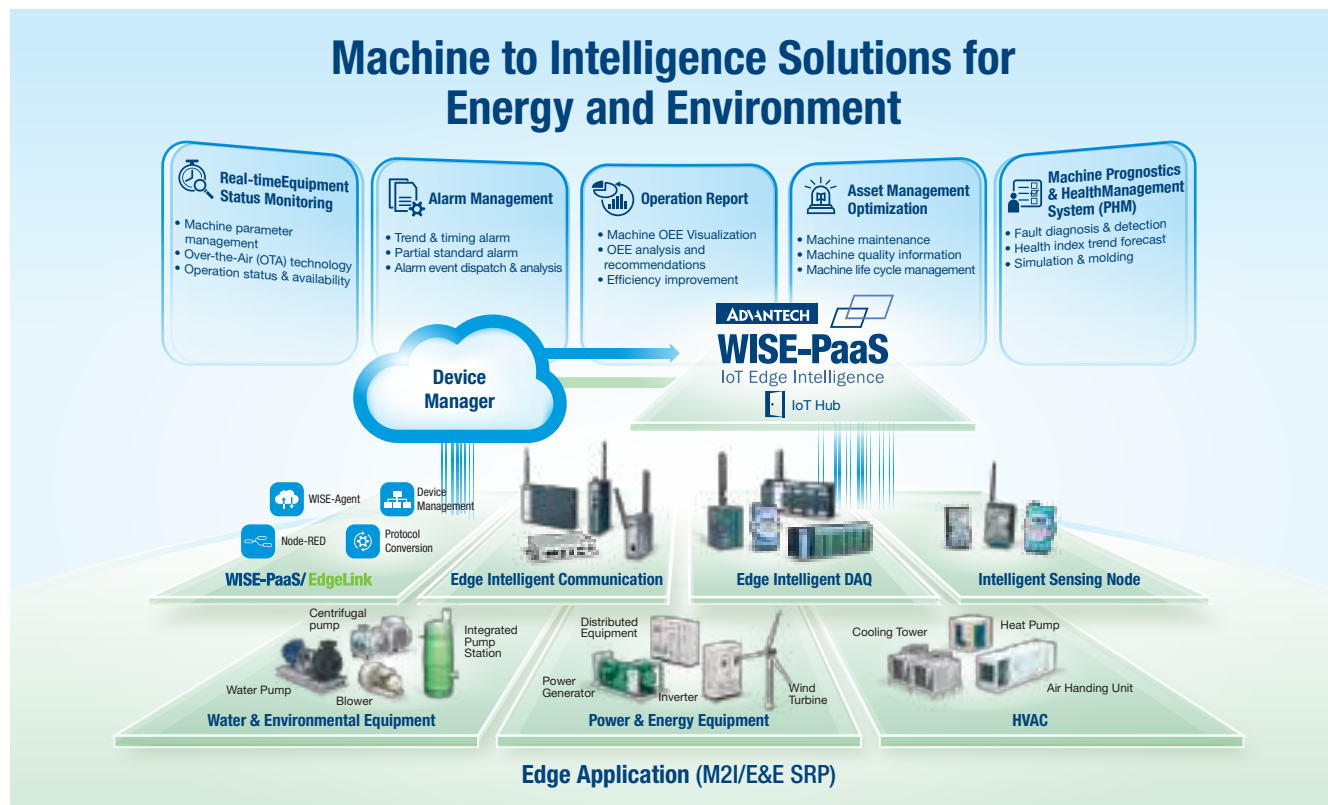 Machine to Intelligence Solutions for
Energy and Environment
Real-timeEquipment
Status Monitoring
• Machine parameter
management
• Over-the-Air (OTA) technology
• Operation status & availability
Alarm Management
• Trend & timing alarm
• Partial standard alarm
• Alarm event dispatch & analysis
Operation Report
• Machine OEE Visualization
• OEE analysis and
recommendations
• Efficiency improvement
Asset Management
Optimization
• Machine maintenance
• Machine quality information
• Machine life cycle management
Machine Prognostics
& HealthManagement
System (PHM)
• Fault diagnosis & detection
• Health index trend forecast
• Simulation & molding
Device
Manager
ADVANTECH
WISE-PaaS
IoT Edge Intelligence
IoT Hub
WISE-Agent
Device
Management
Node-RED
Protocol
Conversion
WISE-PaaS/ EdgeLink
Edge Intelligent Communication
Edge Intelligent DAQ
Intelligent Sensing Node
Centrifugal
pump
Integrated
Pump
Station
Water Pump
Blower
Water & Environmental Equipment
Distributed
Equipment
Power
Generator
Inverter
Wind
Turbine
Power & Energy Equipment
Cooling Tower
Heat Pump
Air Handing Unit
HVAC
Edge Application (M2I/E&E SRP)